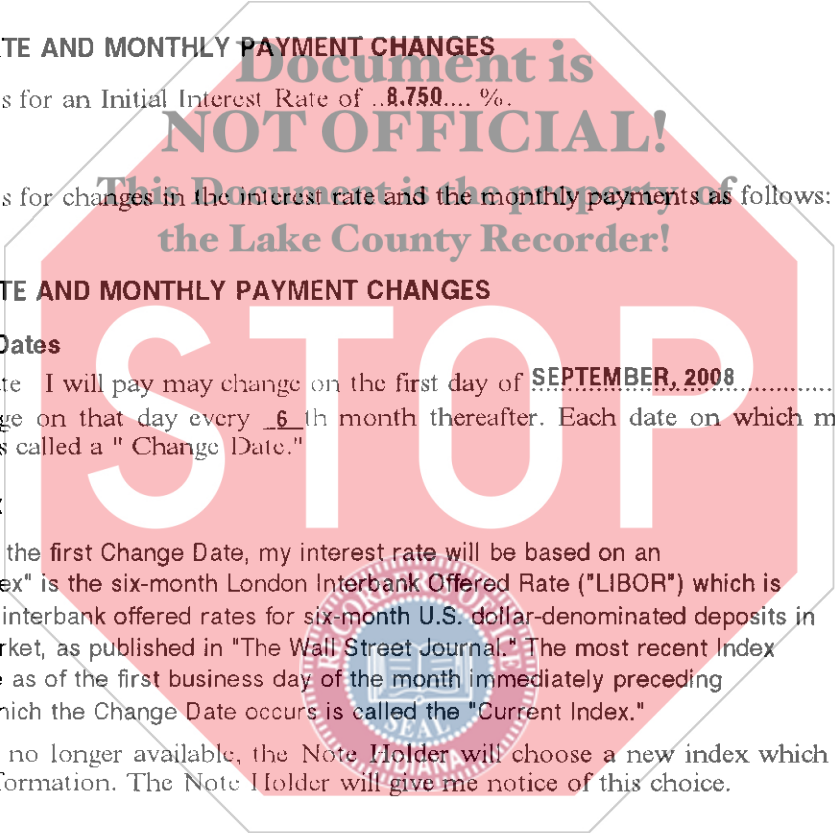 TE AND MONTHLY PAYMENT CHANGES
Document is
s for an Initial Interest Rate of ..8.750.... %.
NOT OFFICIAL!
s for changes in the interest rate and the monthly payments as follows:
This Document is the property of
the Lake County Recorder!
TE AND MONTHLY PAYMENT CHANGES
Dates
te I will pay may change on the first day of SEPTEMBER, 2008
ge on that day every 6 th month thereafter. Each date on which m
s called a " Change Date."
STOP
the first Change Date, my interest rate will be based on an
ex" is the six-month London Interbank Offered Rate ("LIBOR") which is
interbank offered rates for six-month U.S. dollar-denominated deposits in
rket, as published in "The Wall Street Journal." The most recent Index
e as of the first business day of the month immediately preceding
hich the Change Date occurs is called the "Current Index."
no longer available, the Note Holder will choose a new index which
formation. The Note Holder will give me notice of this choice.
RECORDER OFFICE
SEAL
INDIANA